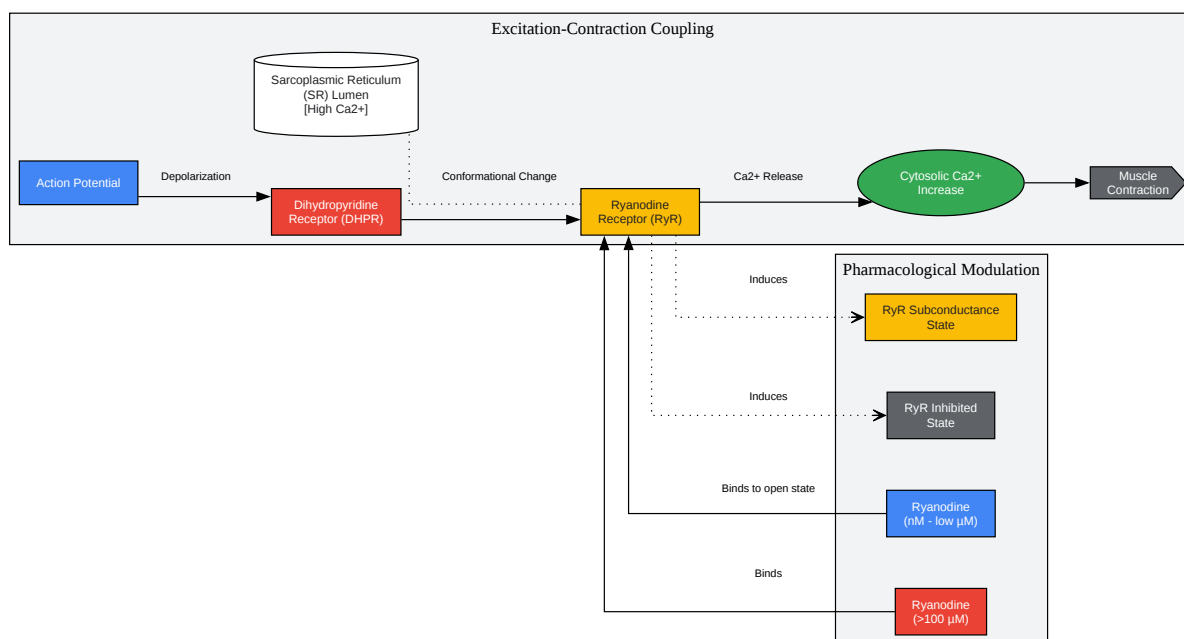 Excitation-Contraction Coupling
Sarcoplasmic Reticulum
(SR) Lumen
[High Ca2+]
Action Potential
Depolarization
Dihydropyridine
Receptor (DHPR)
Conformational Change
Ryanodine
Receptor (RyR)
Ca2+ Release
Cytosolic Ca2+
Increase
Muscle
Contraction
Pharmacological Modulation
Induces
RyR Subconductance
State
Induces
RyR Inhibited
State
Binds to open state
Ryanodine
(nM - low µM)
Binds
Ryanodine
(>100 µM)